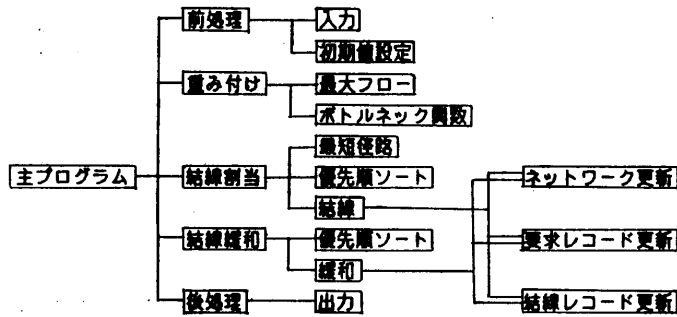 前処理
入力
初期値設定
重み付け
最大フロー
ボトルネック関数
最短径路
主プログラム
結線割当
優先順ソート
ネットワーク更新
結線
結線緩和
優先順ソート
要求レコード更新
緩和
後処理
出力
結線レコード更新